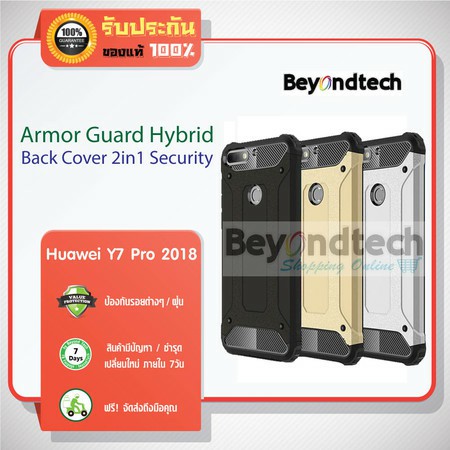 100%
GUARANTEE
รับประกัน
ของแท้ 100%
Beyondtech
Armor Guard Hybrid
Back Cover 2in1 Security
Huawei Y7 Pro 2018
VALUE
PROTECTION
ป้องกันรอยต่างๆ / ฝุ่น
7
Days
สินค้ามีปัญหา / ชำรุด
เปลี่ยนใหม่ ภายใน 7วัน
ฟรี! จัดส่งถึงมือคุณ
Beyondtech
Shopping Online